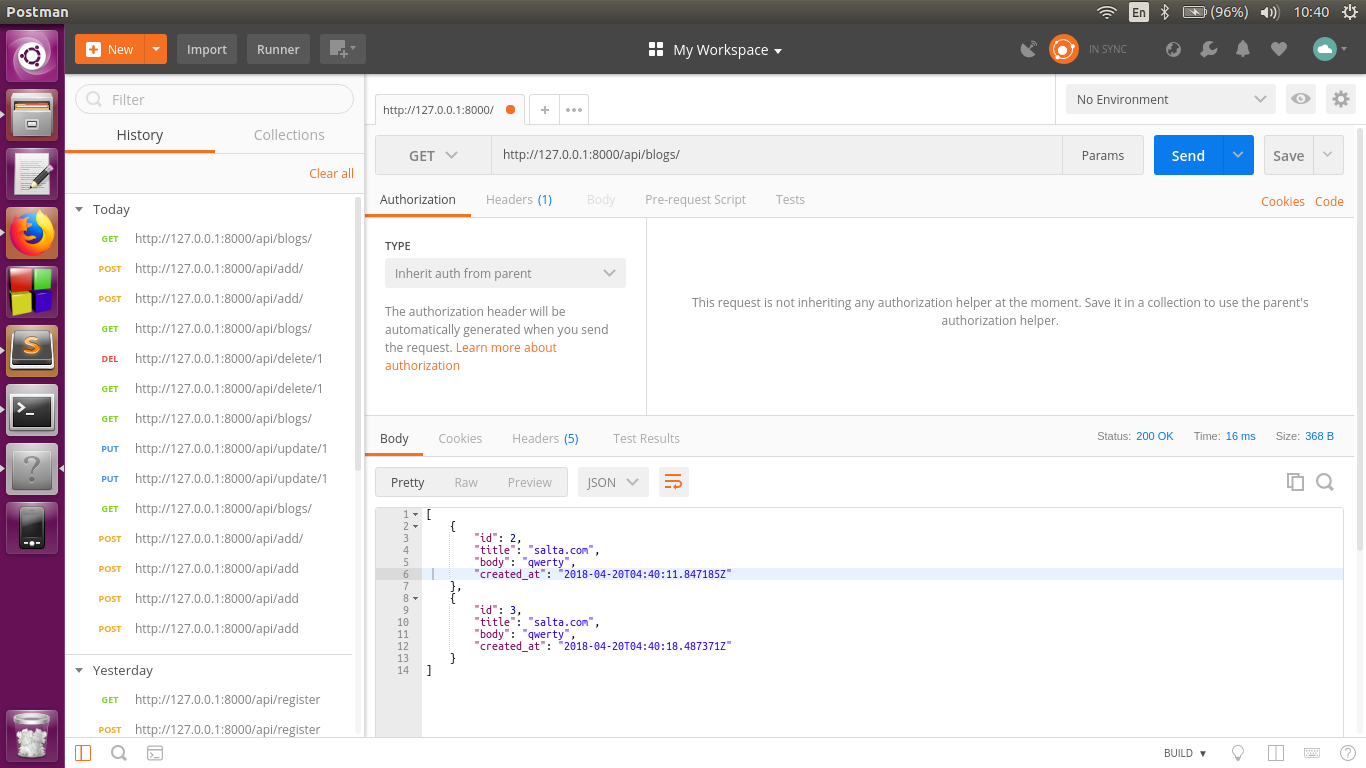 Postman
En
(96%)
10:40
New
Import
Runner
My Workspace
IN SYNC
Filter
History
Collections
Clear all
Today
GET http://127.0.0.1:8000/api/blogs/
POST http://127.0.0.1:8000/api/add/
POST http://127.0.0.1:8000/api/add/
GET http://127.0.0.1:8000/api/blogs/
DEL http://127.0.0.1:8000/api/delete/1
GET http://127.0.0.1:8000/api/delete/1
GET http://127.0.0.1:8000/api/blogs/
PUT http://127.0.0.1:8000/api/update/1
PUT http://127.0.0.1:8000/api/update/1
GET http://127.0.0.1:8000/api/blogs/
POST http://127.0.0.1:8000/api/add/
POST http://127.0.0.1:8000/api/add
POST http://127.0.0.1:8000/api/add
POST http://127.0.0.1:8000/api/add
Yesterday
GET http://127.0.0.1:8000/api/register
POST http://127.0.0.1:8000/api/register
http://127.0.0.1:8000/
No Environment
GET
http://127.0.0.1:8000/api/blogs/
Params
Send
Save
Authorization
Headers (1)
Body
Pre-request Script
Tests
Cookies
Code
TYPE
Inherit auth from parent
The authorization header will be
automatically generated when you send
the request. Learn more about
authorization
This request is not inheriting any authorization helper at the moment. Save it in a collection to use the parent's
authorization helper.
Body
Cookies
Headers (5)
Test Results
Status: 200 OK
Time: 16 ms
Size: 368 B
Pretty
Raw
Preview
JSON
1 [
2 {
3 "id": 2,
4 "title": "salta.com",
5 "body": "qwerty",
6 "created_at": "2018-04-20T04:40:11.847185Z"
7 },
8 {
9 "id": 3,
10 "title": "salta.com",
11 "body": "qwerty",
12 "created_at": "2018-04-20T04:40:18.487371Z"
13 }
14 ]
BUILD